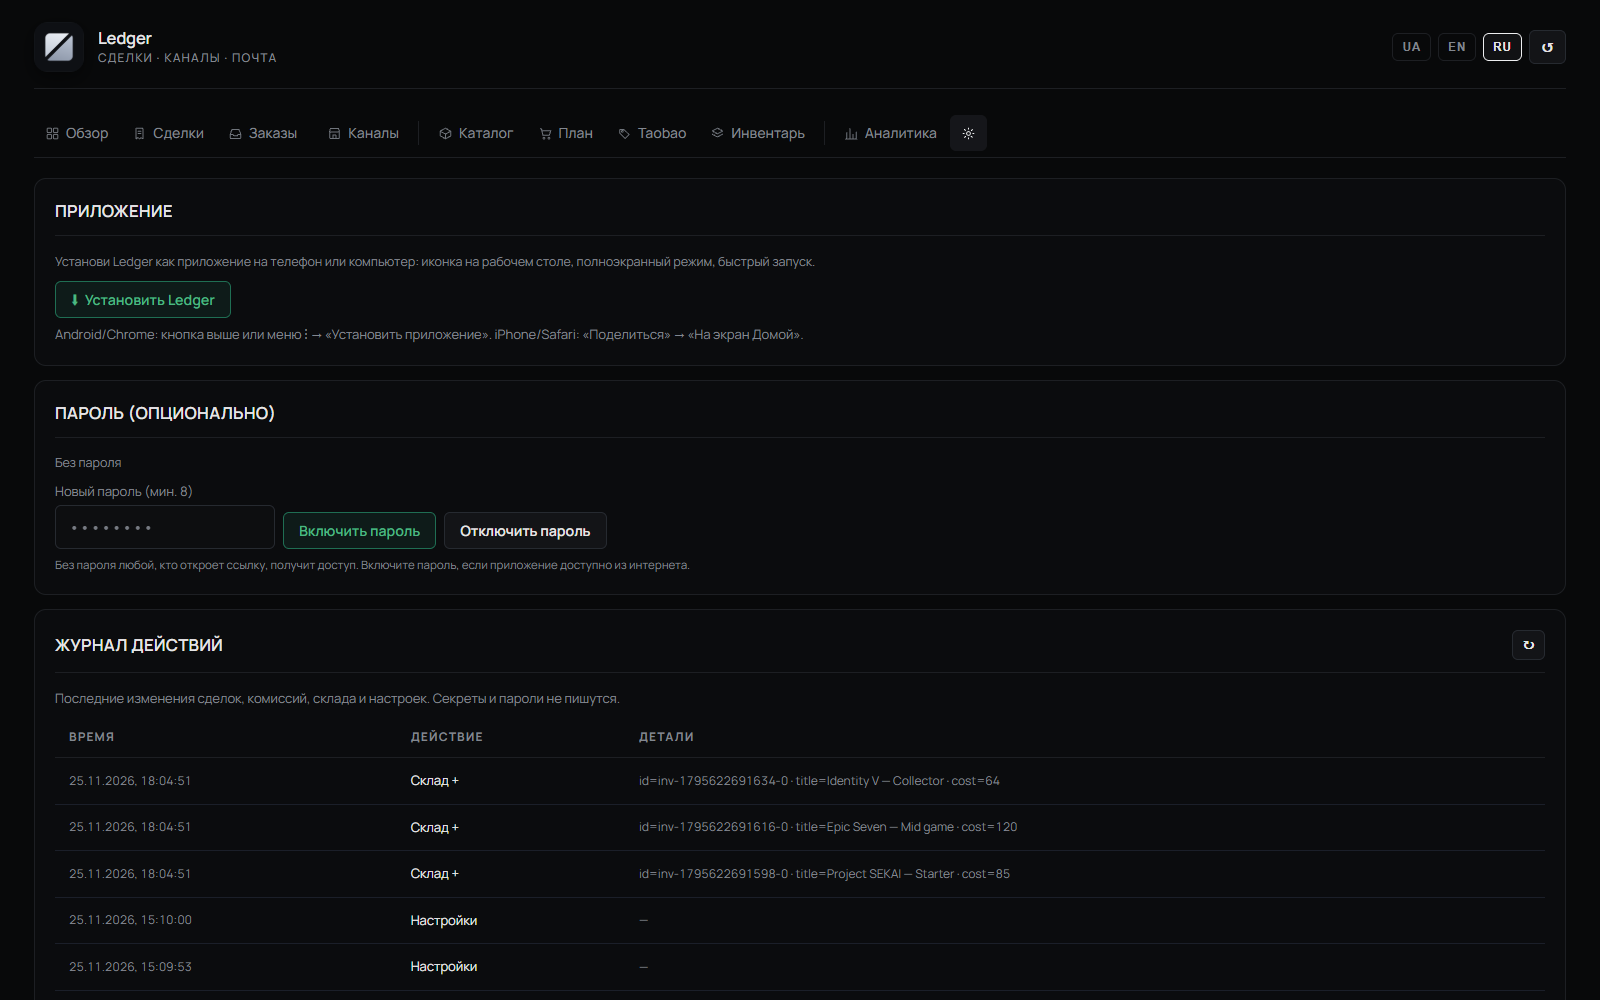 Ledger
СДЕЛКИ · КАНАЛЫ · ПОЧТА
UA EN RU
Обзор Сделки Заказы Каналы Каталог План Taobao Инвентарь Аналитика
ПРИЛОЖЕНИЕ
Установи Ledger как приложение на телефон или компьютер: иконка на рабочем столе, полноэкранный режим, быстрый запуск.
⬇ Установить Ledger
Android/Chrome: кнопка выше или меню ⋮ → «Установить приложение». iPhone/Safari: «Поделиться» → «На экран Домой».
ПАРОЛЬ (ОПЦИОНАЛЬНО)
Без пароля
Новый пароль (мин. 8)
••••••••
Включить пароль Отключить пароль
Без пароля любой, кто откроет ссылку, получит доступ. Включите пароль, если приложение доступно из интернета.
ЖУРНАЛ ДЕЙСТВИЙ
Последние изменения сделок, комиссий, склада и настроек. Секреты и пароли не пишутся.
ВРЕМЯ ДЕЙСТВИЕ ДЕТАЛИ
25.11.2026, 18:04:51 Склад + id=inv-1795622691634-0 · title=Identity V — Collector · cost=64
25.11.2026, 18:04:51 Склад + id=inv-1795622691616-0 · title=Epic Seven — Mid game · cost=120
25.11.2026, 18:04:51 Склад + id=inv-1795622691598-0 · title=Project SEKAI — Starter · cost=85
25.11.2026, 15:10:00 Настройки —
25.11.2026, 15:09:53 Настройки —